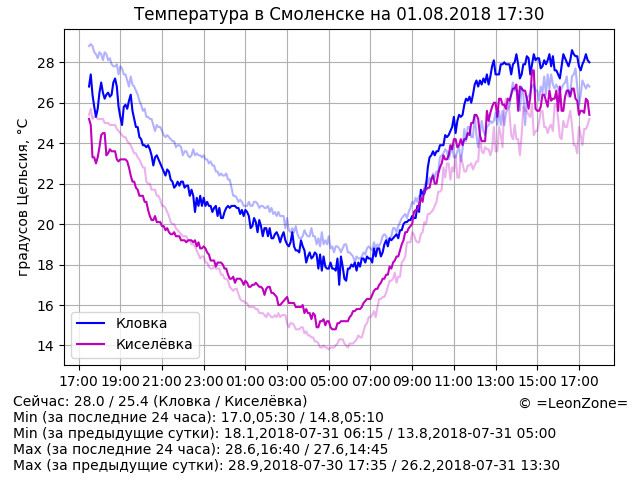 Температура в Смоленске на 01.08.2018 17:30
градусов Цельсия, °C
28
26
24
22
20
18
16
14
Кловка
Киселёвка
17:00 19:00 21:00 23:00 01:00 03:00 05:00 07:00 09:00 11:00 13:00 15:00 17:00
Сейчас: 28.0 / 25.4 (Кловка / Киселёвка)
© =LeonZone=
Min (за последние 24 часа): 17.0,05:30 / 14.8,05:10
Min (за предыдущие сутки): 18.1,2018-07-31 06:15 / 13.8,2018-07-31 05:00
Max (за последние 24 часа): 28.6,16:40 / 27.6,14:45
Max (за предыдущие сутки): 28.9,2018-07-30 17:35 / 26.2,2018-07-31 13:30